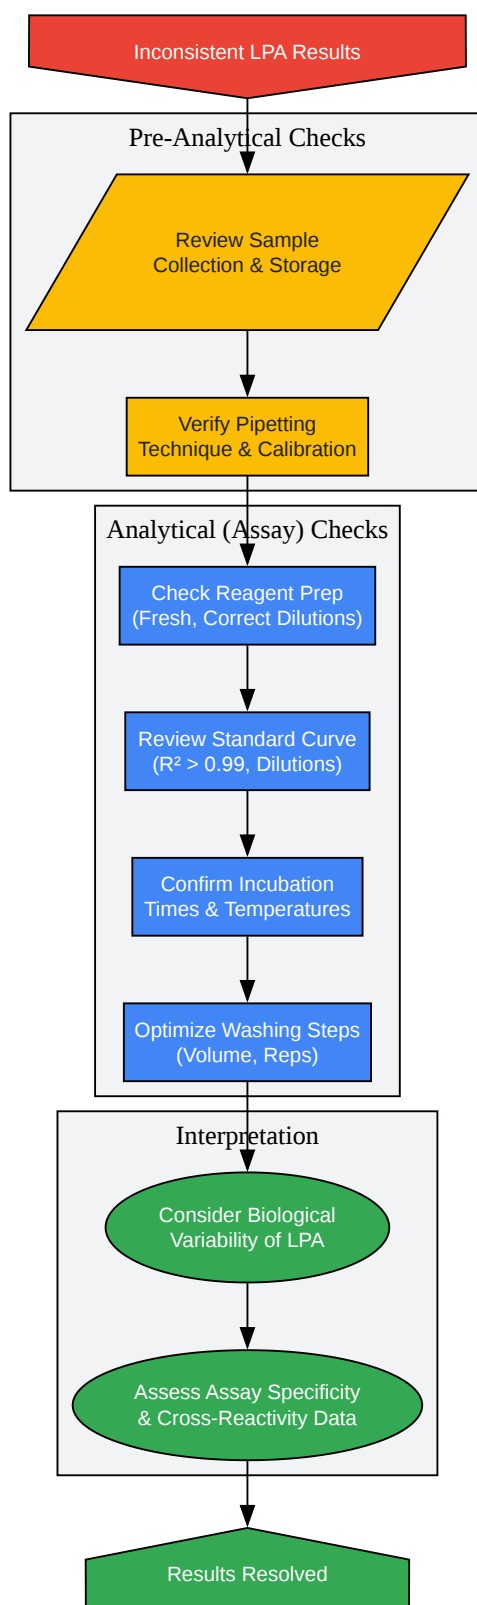 Inconsistent LPA Results
Pre-Analytical Checks
Review Sample
Collection & Storage
Verify Pipetting
Technique & Calibration
Analytical (Assay) Checks
Check Reagent Prep
(Fresh, Correct Dilutions)
Review Standard Curve
(R² > 0.99, Dilutions)
Confirm Incubation
Times & Temperatures
Optimize Washing Steps
(Volume, Reps)
Interpretation
Consider Biological
Variability of LPA
Assess Assay Specificity
& Cross-Reactivity Data
Results Resolved